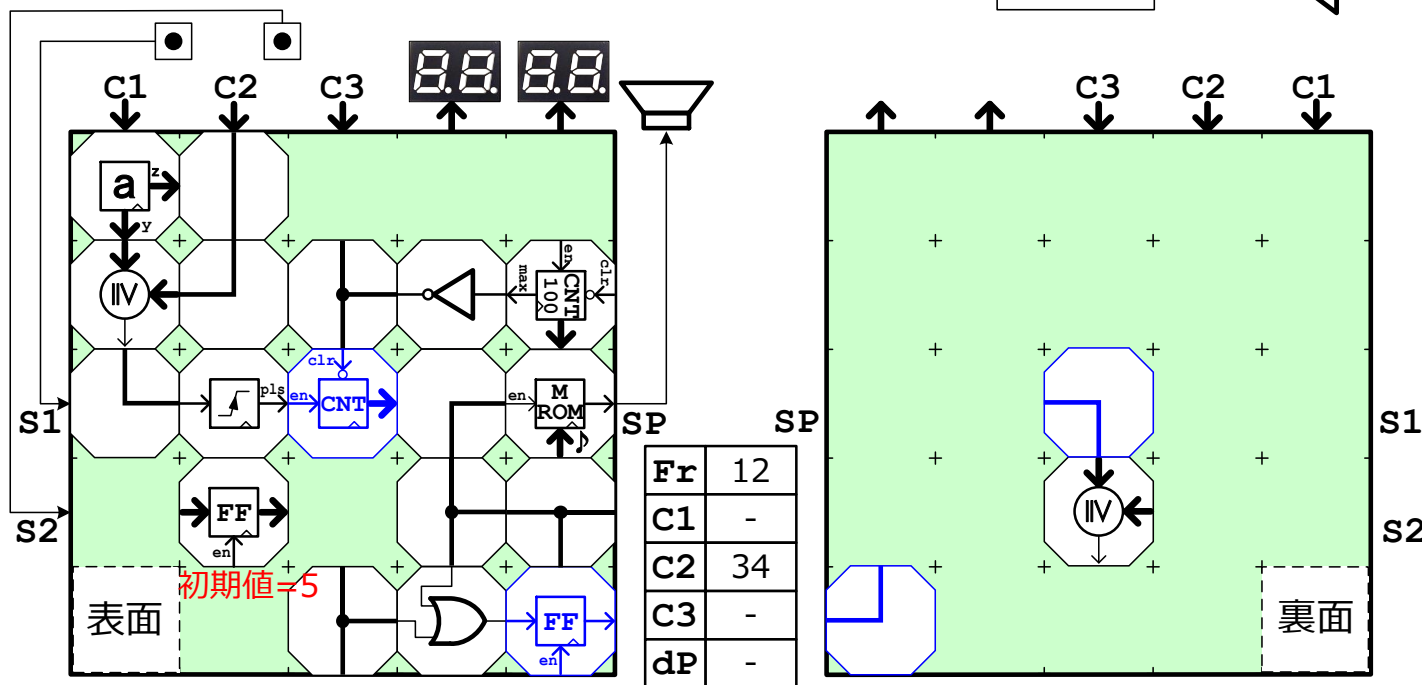 C1 C2 C3
C3 C2 C1
a z
y
en
clr
max
CNT
100
IIV
clr
pls
en
CNT
en
M
ROM
♪
S1
SP
SP
S1
Fr 12
FF
en
IIV
S2
C1 -
S2
初期値=5
C2 34
表面
FF
en
C3 -
裏面
dP -